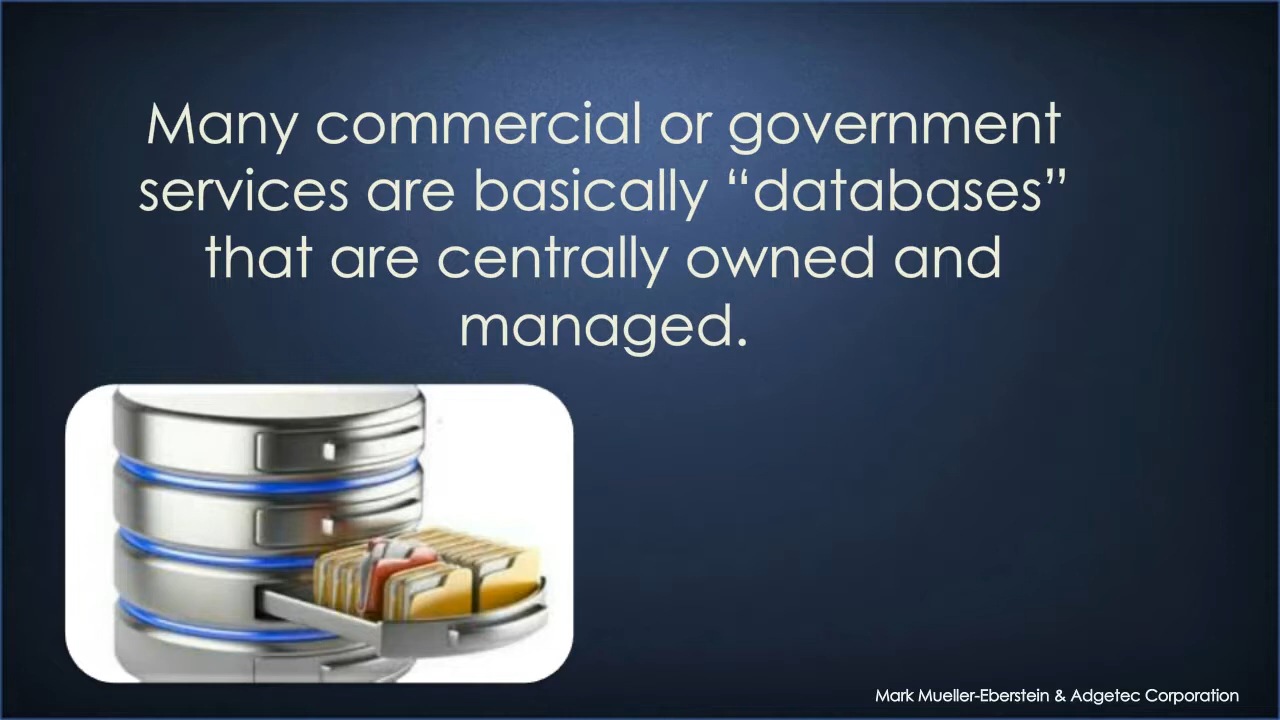 Many commercial or government
services are basically “databases”
that are centrally owned and
managed.
Mark Mueller-Eberstein & Adgetec Corporation